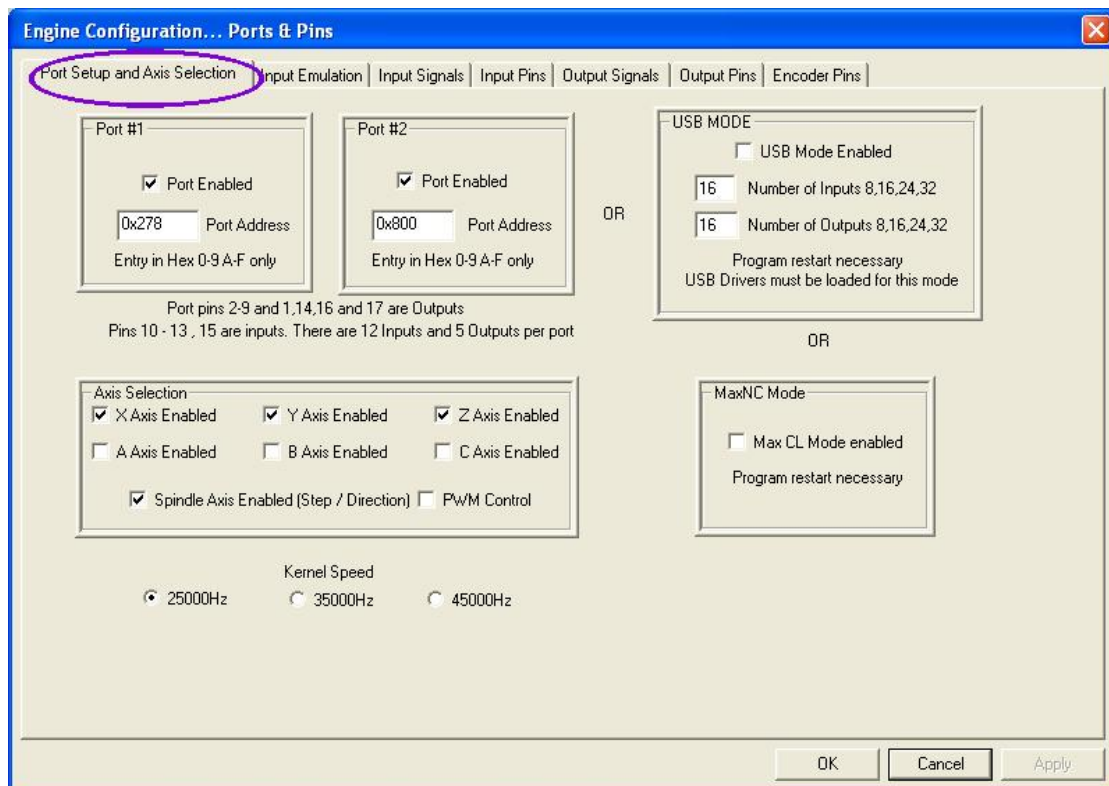 Engine Configuration... Ports & Pins
Port Setup and Axis Selection
Input Emulation
Input Signals
Input Pins
Output Signals
Output Pins
Encoder Pins
Port #1
Port Enabled
0x278 Port Address
Entry in Hex 0-9 A-F only
Port #2
Port Enabled
0x800 Port Address
Entry in Hex 0-9 A-F only
OR
USB MODE
USB Mode Enabled
16 Number of Inputs 8,16,24,32
16 Number of Outputs 8,16,24,32
Program restart necessary
USB Drivers must be loaded for this mode
Port pins 2-9 and 1,14,16 and 17 are Outputs
Pins 10 - 13 , 15 are inputs. There are 12 Inputs and 5 Outputs per port
OR
Axis Selection
X Axis Enabled Y Axis Enabled Z Axis Enabled
A Axis Enabled B Axis Enabled C Axis Enabled
Spindle Axis Enabled (Step / Direction) PWM Control
MaxNC Mode
Max CL Mode enabled
Program restart necessary
Kernel Speed
25000Hz 35000Hz 45000Hz
OK Cancel Apply